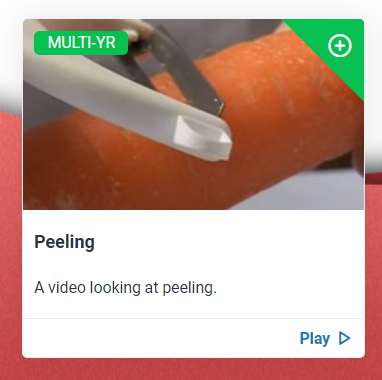 MULTI-YR
Peeling
A video looking at peeling.
Play